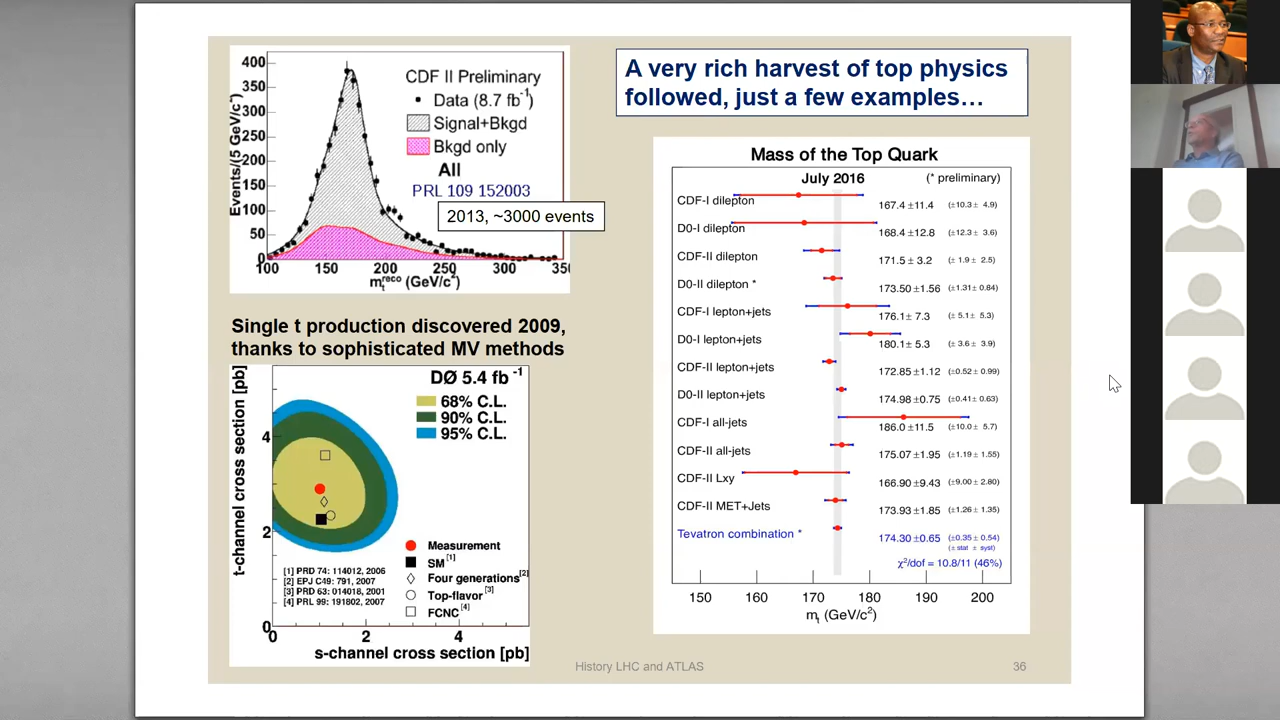 A very rich harvest of top physics
followed, just a few examples…
400
350
300
250
200
150
100
50
0
Events/(5 GeV/c²)
CDF II Preliminary
Data (8.7 fb⁻¹)
Signal+Bkgd
Bkgd only
All
PRL 109 152003
2013, ~3000 events
100 150 200 250 300 350
mₜʳᵉᶜᵒ (GeV/c²)
Single t production discovered 2009,
thanks to sophisticated MV methods
t-channel cross section [pb]
DØ 5.4 fb⁻¹
68% C.L.
90% C.L.
95% C.L.
4
2
0
Measurement
SM[1]
Four generations[2]
Top-flavor[3]
FCNC[4]
[1] PRD 74: 114012, 2006
[2] EPJ C49: 791, 2007
[3] PRD 63: 014018, 2001
[4] PRL 99: 191802, 2007
0 2 4
s-channel cross section [pb]
Mass of the Top Quark
July 2016 (* preliminary)
CDF-I dilepton 167.4 ±11.4 (±10.3 ± 4.9)
D0-I dilepton 168.4 ±12.8 (±12.3 ± 3.6)
CDF-II dilepton 171.5 ± 3.2 (± 1.9 ± 2.5)
D0-II dilepton * 173.50 ±1.56 (±1.31± 0.84)
CDF-I lepton+jets 176.1± 7.3 (± 5.1± 5.3)
D0-I lepton+jets 180.1± 5.3 (± 3.6 ± 3.9)
CDF-II lepton+jets 172.85 ±1.12 (±0.52 ± 0.99)
D0-II lepton+jets 174.98 ±0.75 (±0.41± 0.63)
CDF-I all-jets 186.0 ±11.5 (±10.0 ± 5.7)
CDF-II all-jets 175.07 ±1.95 (±1.19 ± 1.55)
CDF-II Lxy 166.90 ±9.43 (±9.00 ± 2.80)
CDF-II MET+Jets 173.93 ±1.85 (±1.26 ± 1.35)
Tevatron combination * 174.30 ±0.65 (±0.35 ± 0.54)
(± stat ± syst)
χ²/dof = 10.8/11 (46%)
150 160 170 180 190 200
mₜ (GeV/c²)
History LHC and ATLAS
36